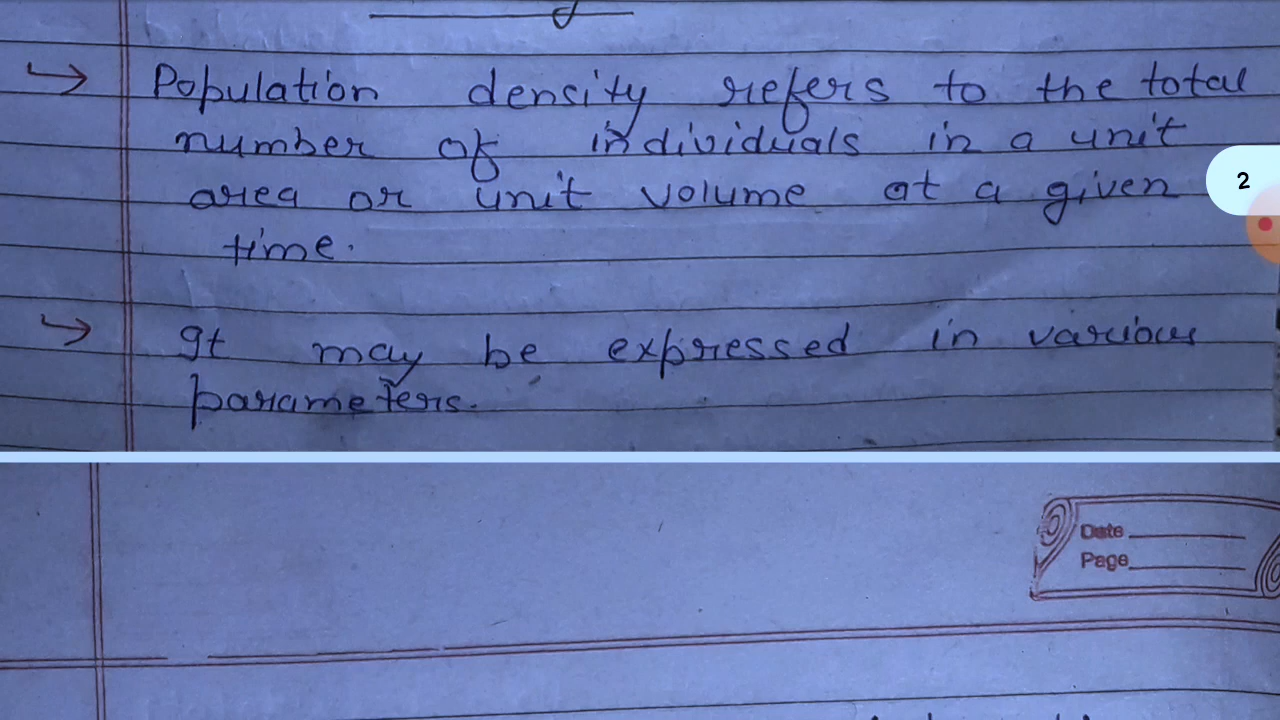 → Population density refers to the total
number of individuals in a unit
area or unit volume at a given
time.
→ It may be expressed in various
parameters.
2
Date
Page